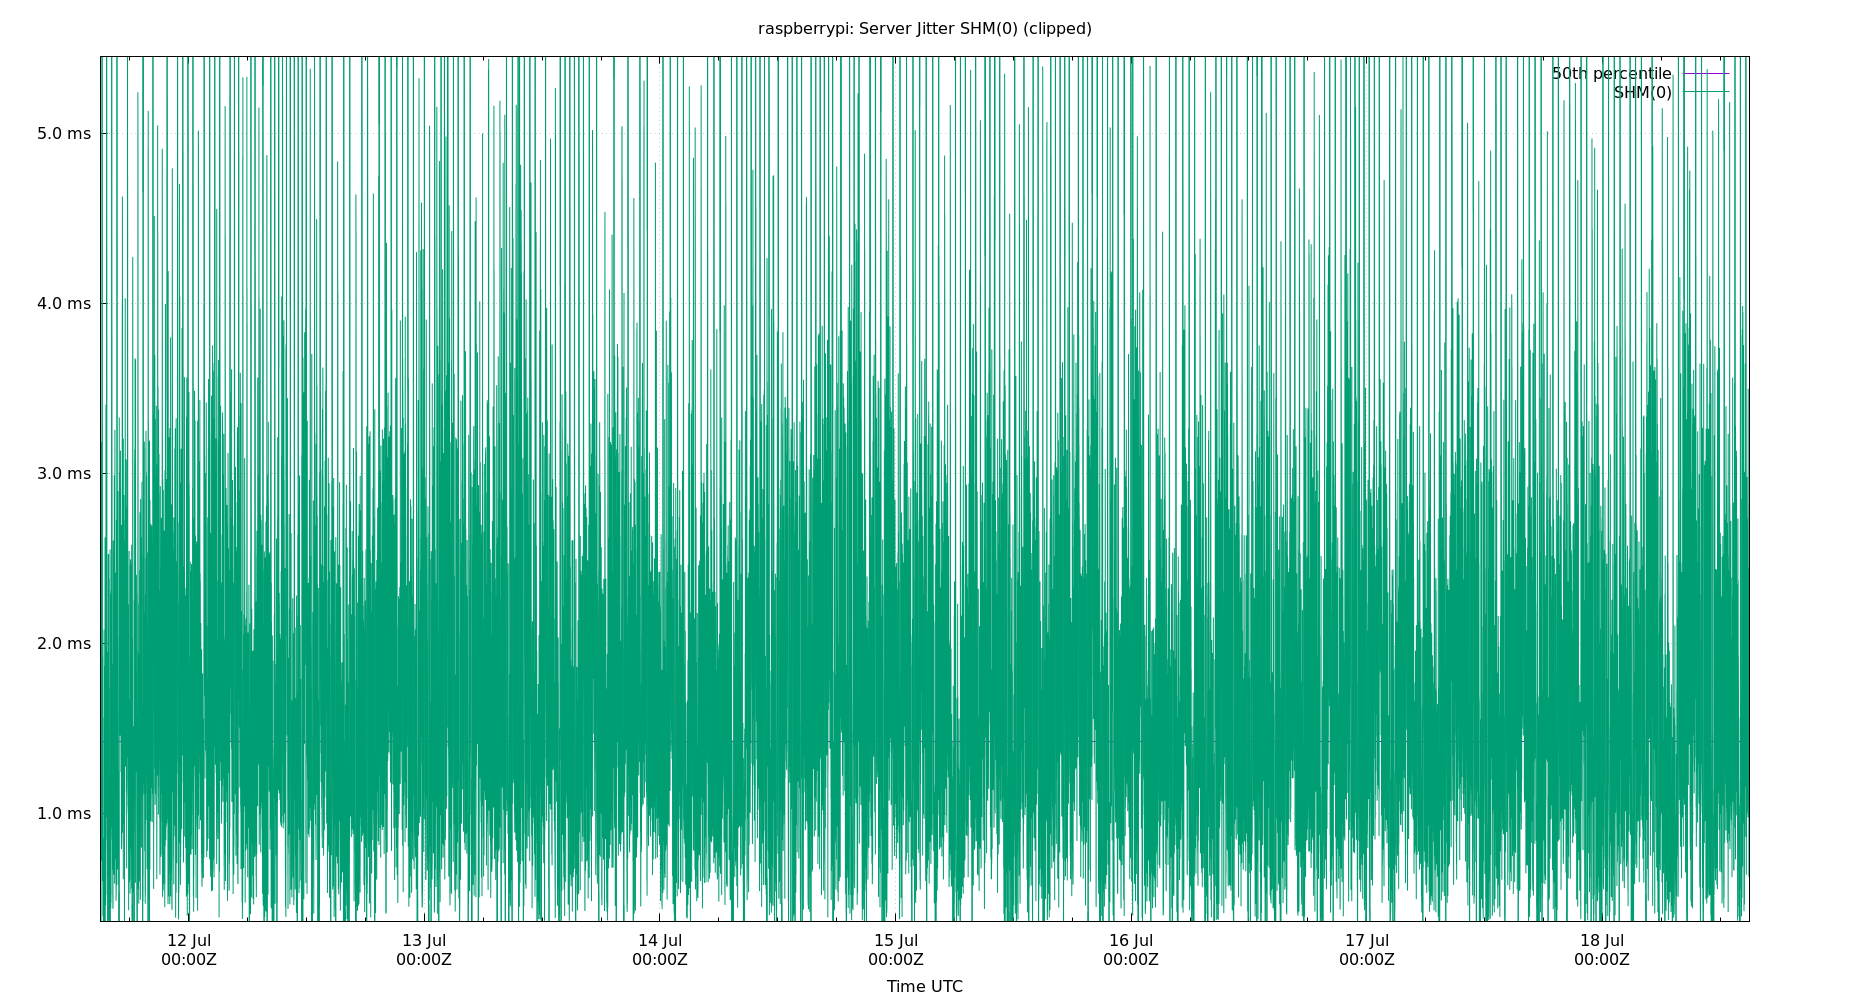 raspberrypi: Server Jitter SHM(0) (clipped)
50th percentile
SHM(0)
5.0 ms
4.0 ms
3.0 ms
2.0 ms
1.0 ms
12 Jul 13 Jul 14 Jul 15 Jul 16 Jul 17 Jul 18 Jul
00:00Z 00:00Z 00:00Z 00:00Z 00:00Z 00:00Z 00:00Z
Time UTC